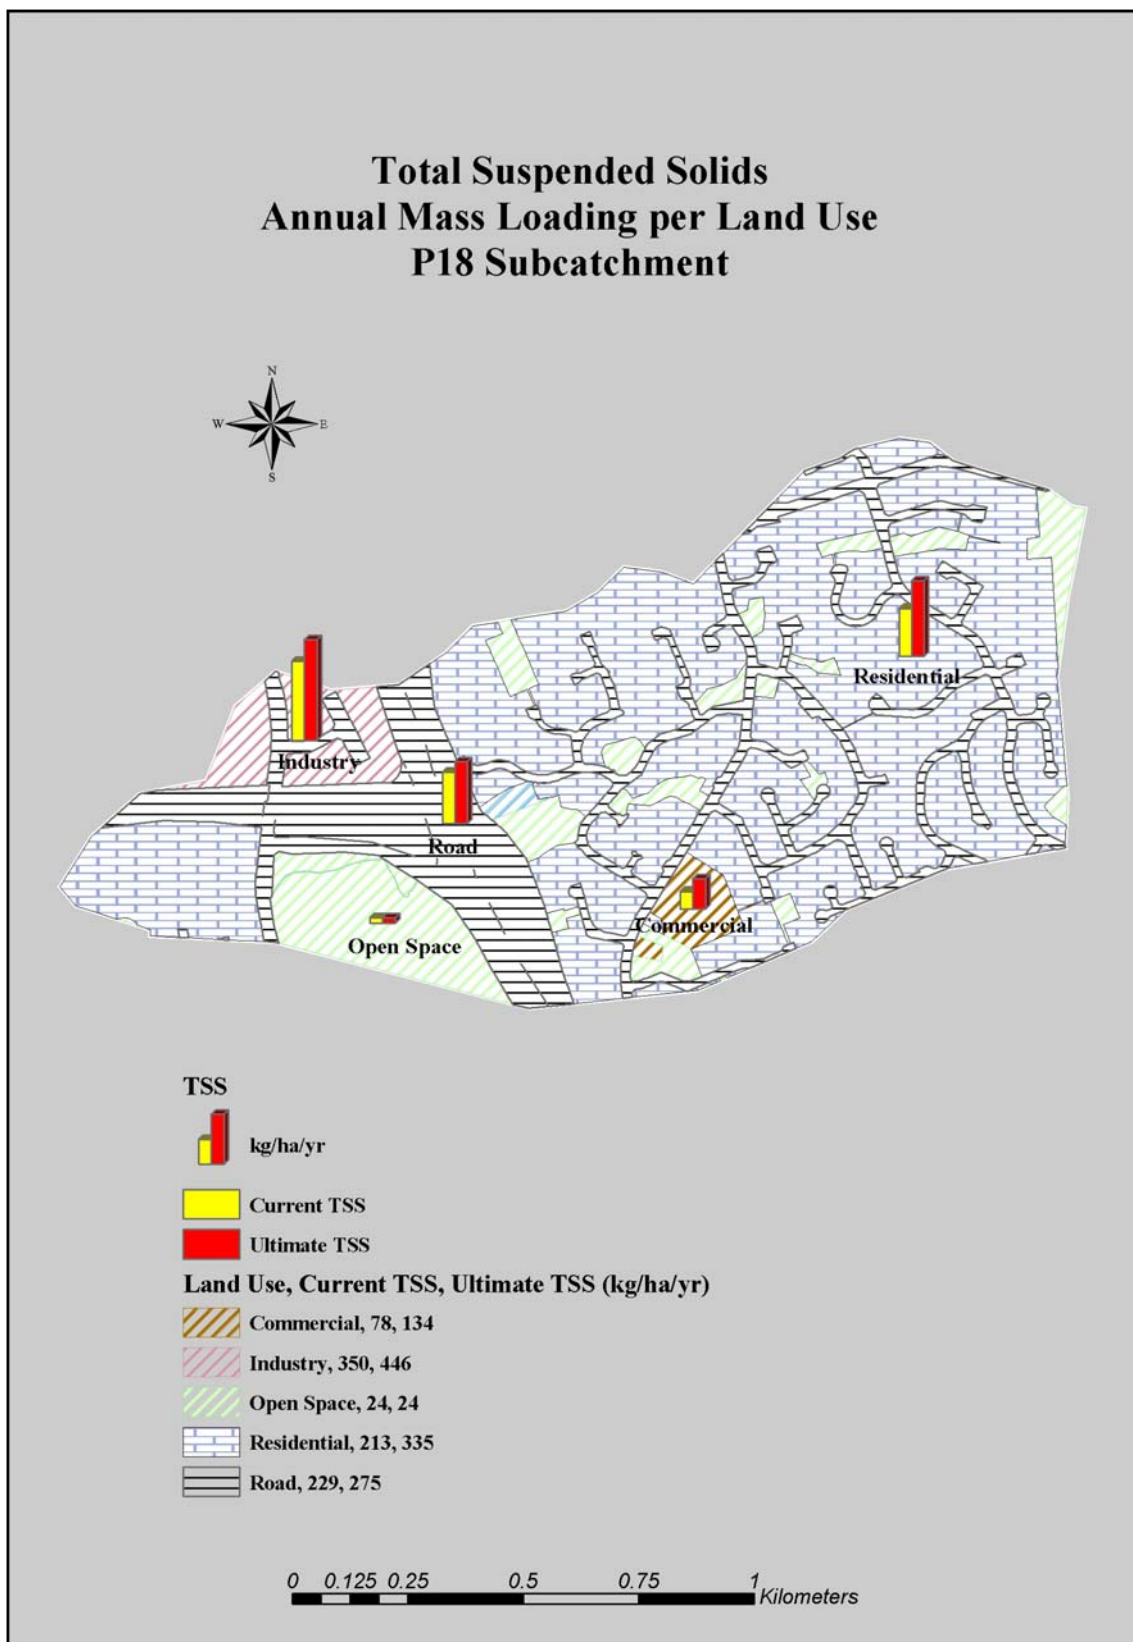 Total Suspended Solids
Annual Mass Loading per Land Use
P18 Subcatchment
N
W E
S
Residential
Industry
Road
Commercial
Open Space
TSS
kg/ha/yr
Current TSS
Ultimate TSS
Land Use, Current TSS, Ultimate TSS (kg/ha/yr)
Commercial, 78, 134
Industry, 350, 446
Open Space, 24, 24
Residential, 213, 335
Road, 229, 275
0 0.125 0.25 0.5 0.75 1
Kilometers